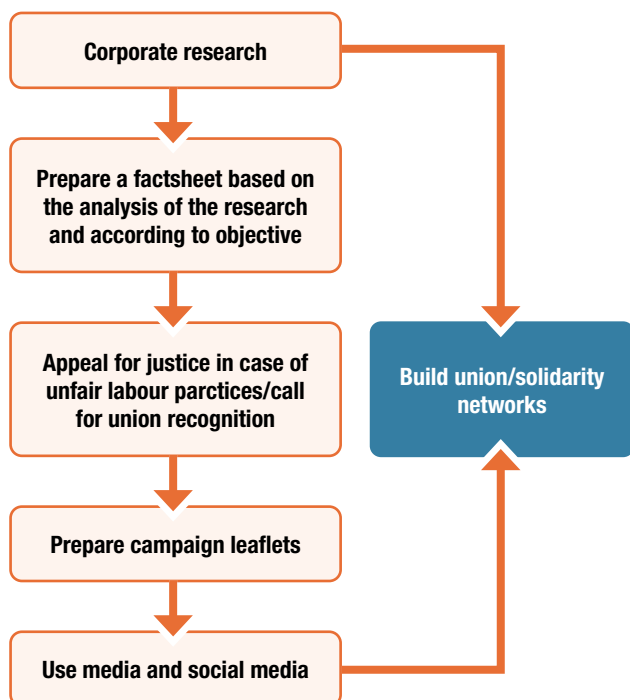 Corporate research
Prepare a factsheet based on
the analysis of the research
and according to objective
Appeal for justice in case of
unfair labour parctices/call
for union recognition
Build union/solidarity
networks
Prepare campaign leaflets
Use media and social media